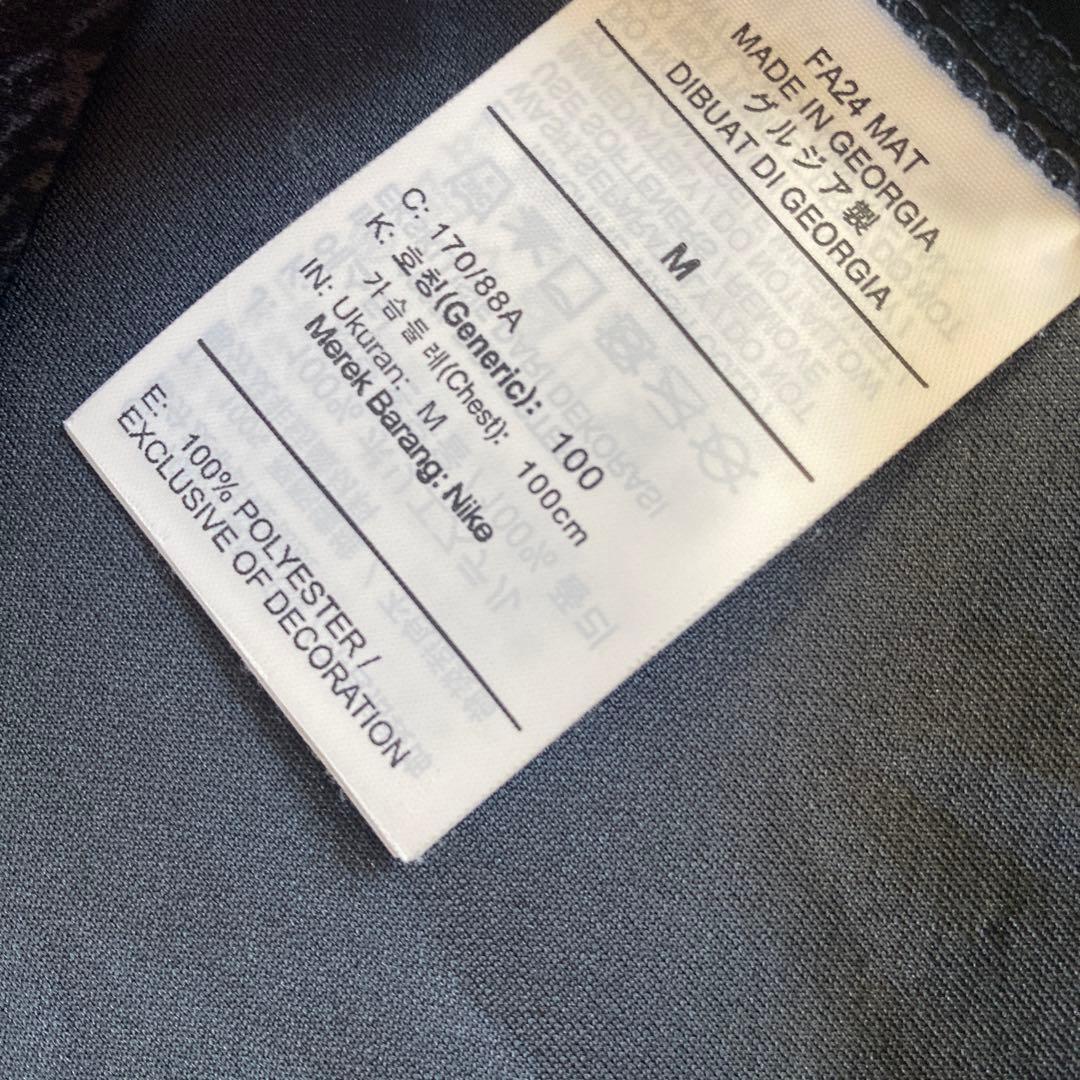 FA24 MAT
MADE IN GEORGIA
グルジア製
DIBUAT DI GEORGIA
M
C: 170/88A
K: 호칭(Generic): 100
가슴둘레(Chest): 100cm
IN: Ukuran: M
Merek Barang: Nike
E: 100% POLYESTER /
EXCLUSIVE OF DECORATION